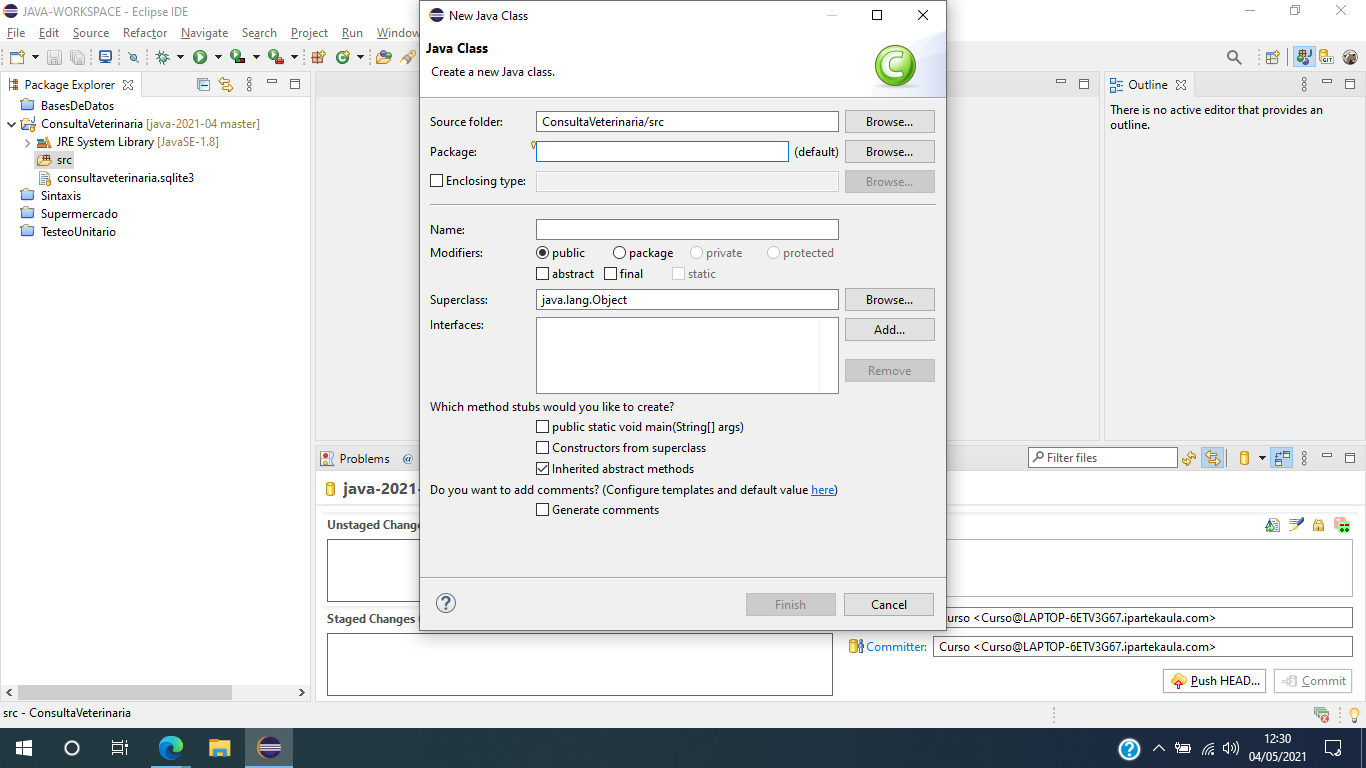 JAVA-WORKSPACE - Eclipse IDE
File Edit Source Refactor Navigate Search Project Run Window
Package Explorer
BasesDeDatos
ConsultaVeterinaria [java-2021-04 master]
JRE System Library [JavaSE-1.8]
src
consultaveterinaria.sqlite3
Sintaxis
Supermercado
TesteoUnitario
New Java Class
Java Class
Create a new Java class.
Source folder: ConsultaVeterinaria/src Browse...
Package: (default) Browse...
Enclosing type: Browse...
Name:
Modifiers: public package private protected
abstract final static
Superclass: java.lang.Object Browse...
Interfaces: Add...
Remove
Which method stubs would you like to create?
public static void main(String[] args)
Constructors from superclass
Inherited abstract methods
Do you want to add comments? (Configure templates and default value here)
Generate comments
Finish Cancel
Outline
There is no active editor that provides an
outline.
Problems @
Filter files
java-2021-
Unstaged Change
Staged Changes
urso <Curso@LAPTOP-6ETV3G67.ipartekaula.com>
Committer: Curso <Curso@LAPTOP-6ETV3G67.ipartekaula.com>
Push HEAD... Commit
src - ConsultaVeterinaria
12:30
04/05/2021